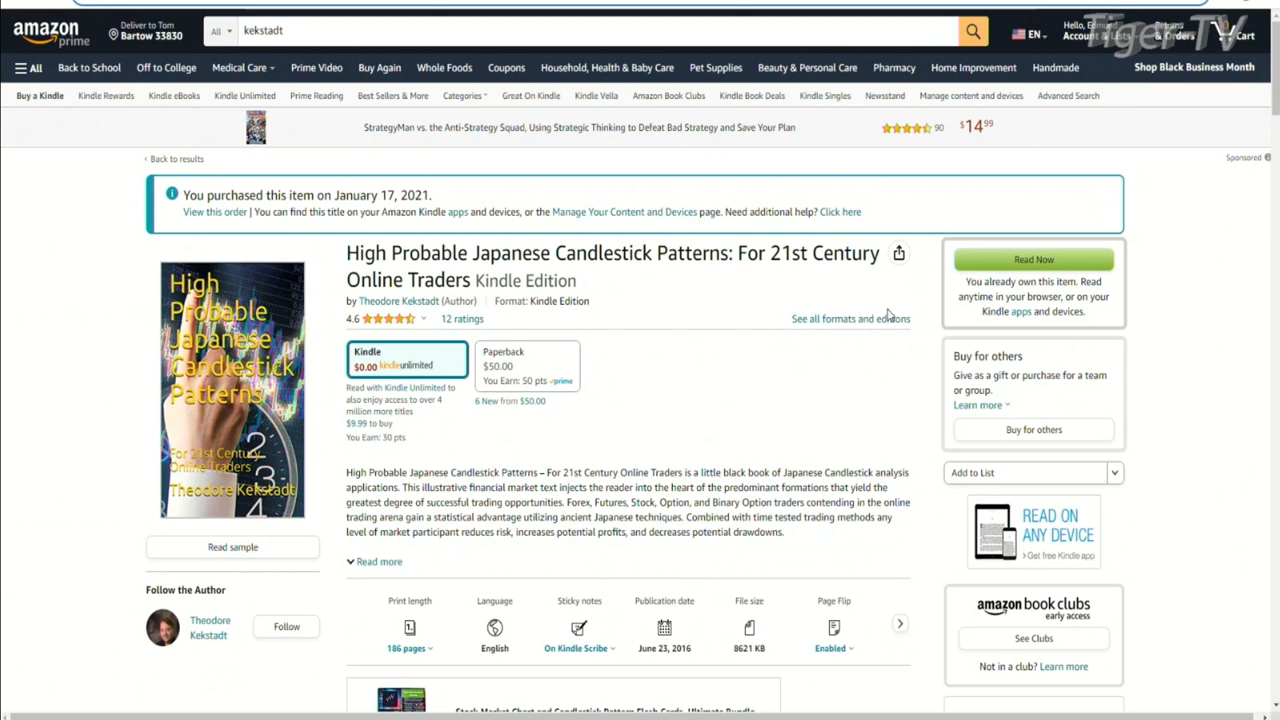 amazon
prime
Deliver to Tom
Bartow 33830
All
kekstadt
EN
Hello,
Account & Lists
& Orders
Cart
Tiger TV
All
Back to School
Off to College
Medical Care
Prime Video
Buy Again
Whole Foods
Coupons
Household, Health & Baby Care
Pet Supplies
Beauty & Personal Care
Pharmacy
Home Improvement
Handmade
Shop Black Business Month
Buy a Kindle
Kindle Rewards
Kindle eBooks
Kindle Unlimited
Prime Reading
Best Sellers & More
Categories
Great On Kindle
Kindle Vella
Amazon Book Clubs
Kindle Book Deals
Kindle Singles
Newsstand
Manage content and devices
Advanced Search
StrategyMan vs. the Anti-Strategy Squad, Using Strategic Thinking to Defeat Bad Strategy and Save Your Plan
90
$14.99
Sponsored
‹ Back to results
You purchased this item on January 17, 2021.
View this order | You can find this title on your Amazon Kindle apps and devices, or the Manage Your Content and Devices page. Need additional help? Click here
High
Probable
Japanese
Candlestick
Patterns
2
3
4
For 21st Century
Online Traders
Theodore Kekstadt
Read sample
Follow the Author
Theodore
Kekstadt
Follow
High Probable Japanese Candlestick Patterns: For 21st Century
Online Traders Kindle Edition
by Theodore Kekstadt (Author) | Format: Kindle Edition
4.6
12 ratings
See all formats and editions
Kindle
$0.00 kindleunlimited
Read with Kindle Unlimited to
also enjoy access to over 4
million more titles
$9.99 to buy
You Earn: 30 pts
Paperback
$50.00
You Earn: 50 pts prime
6 New from $50.00
High Probable Japanese Candlestick Patterns – For 21st Century Online Traders is a little black book of Japanese Candlestick analysis
applications. This illustrative financial market text injects the reader into the heart of the predominant formations that yield the
greatest degree of successful trading opportunities. Forex, Futures, Stock, Option, and Binary Option traders contending in the online
trading arena gain a statistical advantage utilizing ancient Japanese techniques. Combined with time tested trading methods any
level of market participant reduces risk, increases potential profits, and decreases potential drawdowns.
Read more
Print length
186 pages
Language
English
Sticky notes
On Kindle Scribe
Publication date
June 23, 2016
File size
8621 KB
Page Flip
Enabled
Stock Market Chart and Candlestick Pattern Flash Cards, Ultimate Bundle
Read Now
You already own this item. Read
anytime in your browser, or on your
Kindle apps and devices.
Buy for others
Give as a gift or purchase for a team
or group.
Learn more
Buy for others
Add to List
READ ON
ANY DEVICE
› Get free Kindle app
amazon book clubs
early access
See Clubs
Not in a club? Learn more